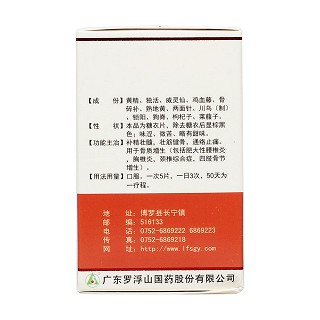 【成　份】黄精、独活、威灵仙、鸡血藤、骨
碎补、熟地黄、两面针、川乌（制）
、锁阳、狗脊、枸杞子、莱菔子。
【性　状】本品为糖衣片，除去糖衣后显棕黑
色；味涩、微苦、略有甜味。
【功能主治】补精壮髓，壮筋健骨，通络止痛。
用于骨质增生（包括肥大性腰椎炎
、胸椎炎、颈椎综合症，四肢骨节
增生）。
【用法用量】口服，一次5片，一日3次，50天为
一疗程。
地　址：博罗县长宁镇
邮　编：516133
电　话：0752-6869222 6869223
传　真：0752-6869218
网　址：http://www.lfsgy.com
广东罗浮山国药股份有限公司